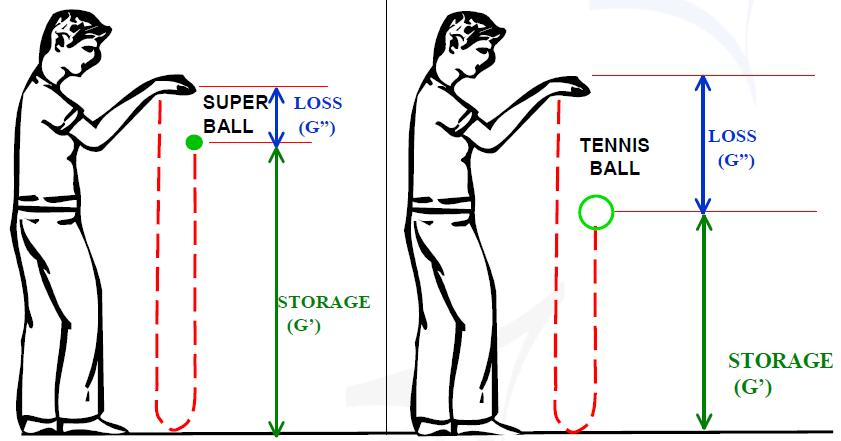 SUPER
BALL
LOSS
(G”)
STORAGE
(G’)
TENNIS
BALL
LOSS
(G”)
STORAGE
(G’)